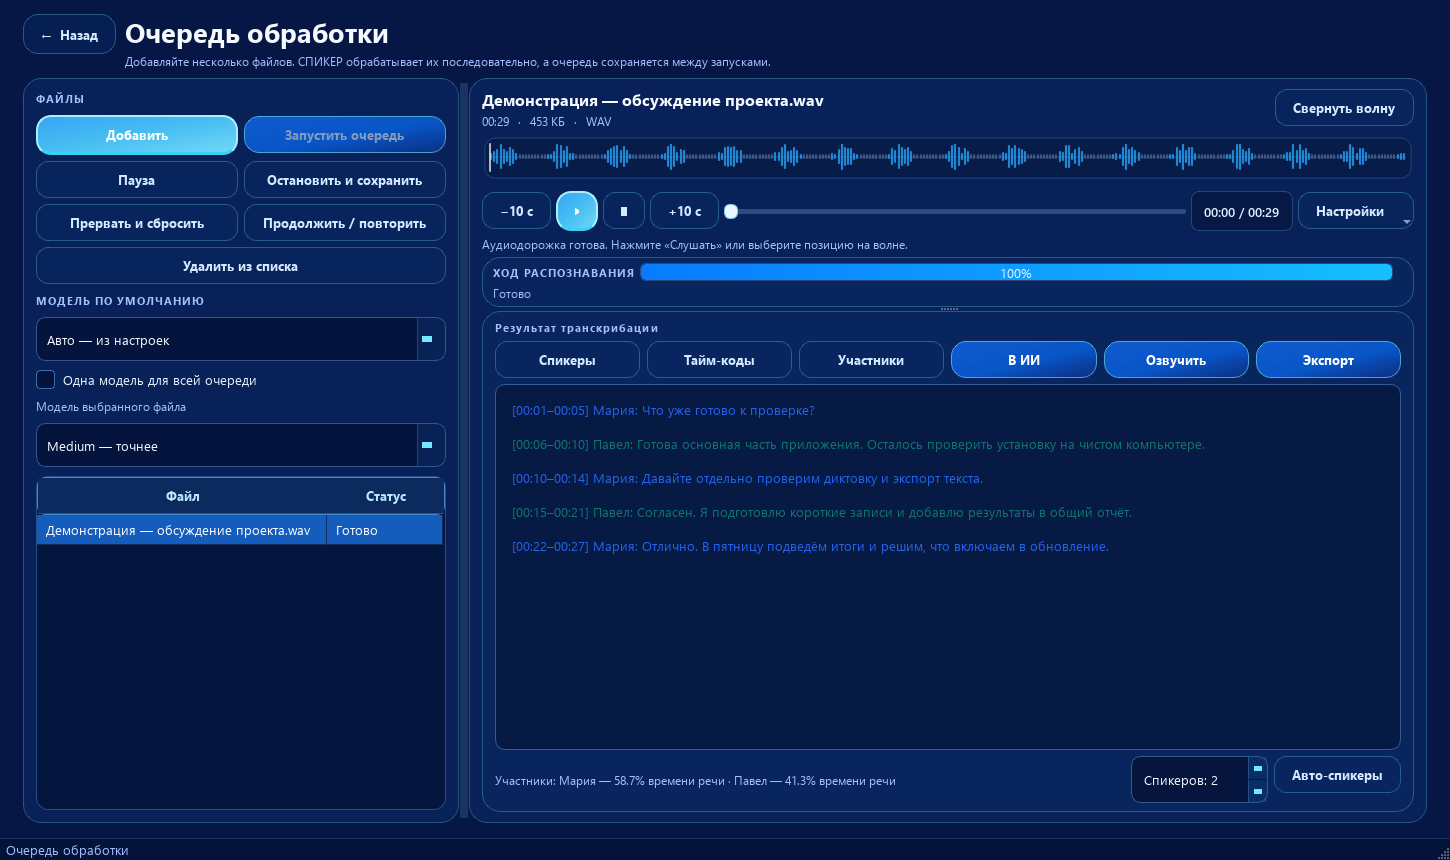 ← Назад
Очередь обработки
Добавляйте несколько файлов. СПИКЕР обрабатывает их последовательно, а очередь сохраняется между запусками.
ФАЙЛЫ
Добавить
Запустить очередь
Пауза
Остановить и сохранить
Прервать и сбросить
Продолжить / повторить
Удалить из списка
МОДЕЛЬ ПО УМОЛЧАНИЮ
Авто — из настроек
Одна модель для всей очереди
Модель выбранного файла
Medium — точнее
Файл
Статус
Демонстрация — обсуждение проекта.wav
Готово
Демонстрация — обсуждение проекта.wav
00:29 · 453 КБ · WAV
Свернуть волну
−10 с
+10 с
00:00 / 00:29
Настройки
Аудиодорожка готова. Нажмите «Слушать» или выберите позицию на волне.
ХОД РАСПОЗНАВАНИЯ
100%
Готово
Результат транскрибации
Спикеры
Тайм-коды
Участники
В ИИ
Озвучить
Экспорт
[00:01–00:05] Мария: Что уже готово к проверке?
[00:06–00:10] Павел: Готова основная часть приложения. Осталось проверить установку на чистом компьютере.
[00:10–00:14] Мария: Давайте отдельно проверим диктовку и экспорт текста.
[00:15–00:21] Павел: Согласен. Я подготовлю короткие записи и добавлю результаты в общий отчёт.
[00:22–00:27] Мария: Отлично. В пятницу подведём итоги и решим, что включаем в обновление.
Участники: Мария — 58.7% времени речи · Павел — 41.3% времени речи
Спикеров: 2
Авто-спикеры
Очередь обработки